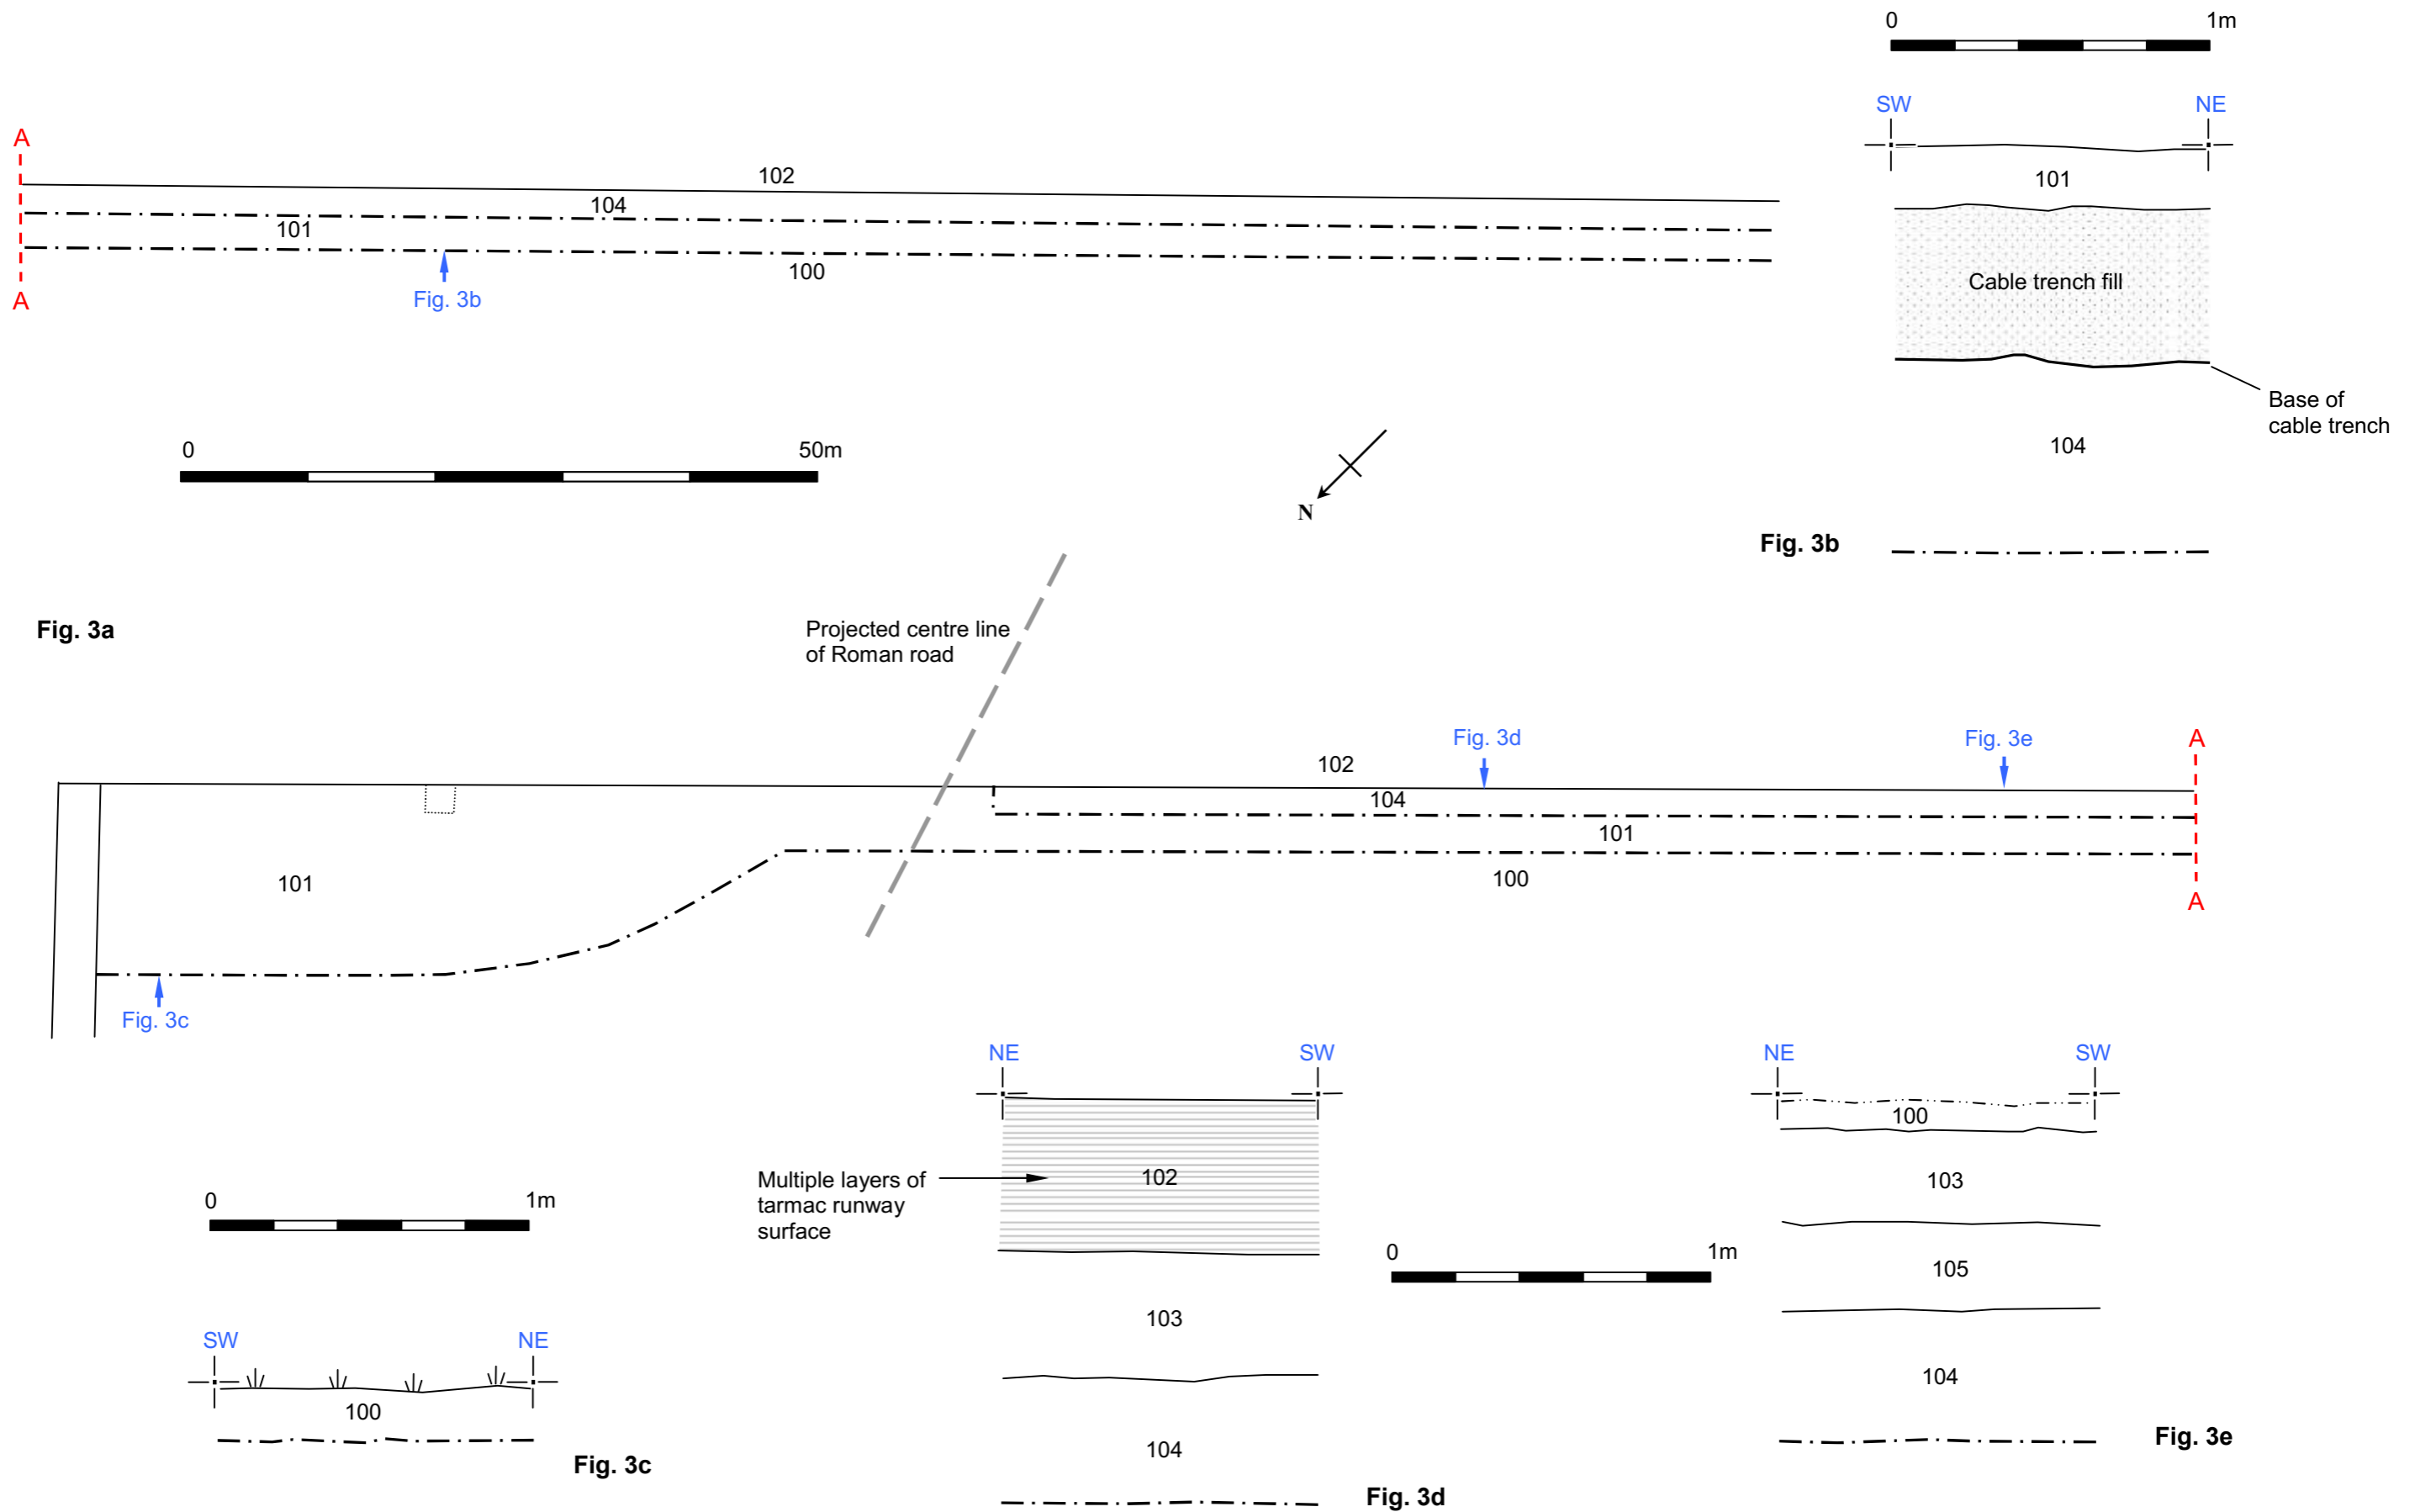 0 1m
SW NE
A
102
101
104
101
100
A
Fig. 3b
Cable trench fill
Base of
cable trench
0 50m
104
N
Fig. 3b
Fig. 3a
Projected centre line
of Roman road
Fig. 3d
Fig. 3e
A
102
104
101
101
100
A
Fig. 3c
NE SW
NE SW
100
Multiple layers of
tarmac runway
surface
102
103
0 1m
0 1m
105
103
SW NE
104
100
Fig. 3c
104
Fig. 3e
Fig. 3d